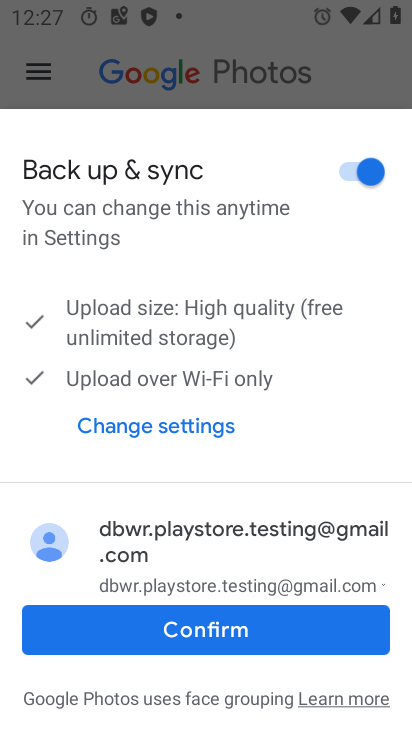 12:27
Google Photos
Back up & sync
You can change this anytime
in Settings
Upload size: High quality (free
unlimited storage)
Upload over Wi-Fi only
Change settings
dbwr.playstore.testing@gmail
.com
dbwr.playstore.testing@gmail.com
Confirm
Google Photos uses face grouping Learn more